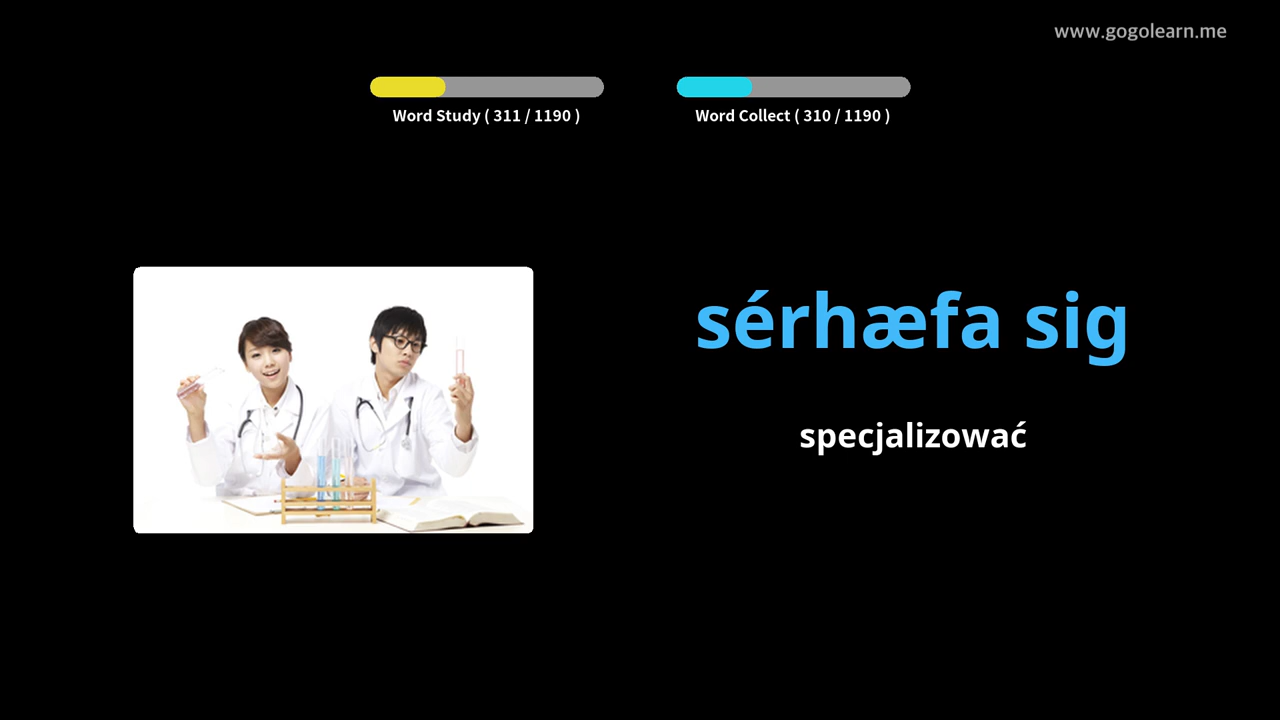 www.gogolearn.me
Word Study ( 311 / 1190 )
Word Collect ( 310 / 1190 )
sérhæfa sig
specjalizować